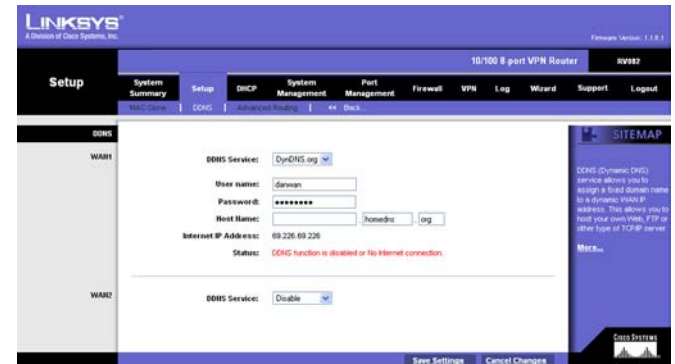 LINKSYS®
A Division of Cisco Systems, Inc.
Firmware Version: 1.1.6.1
10/100 8-port VPN Router RV082
Setup
System Summary Setup DHCP System Management Port Management Firewall VPN Log Wizard Support Logout
MAC Clone | DDNS | Advanced Routing | << Back
DDNS
SITEMAP
WAN1
DDNS Service: DynDNS.org
User name: danwan
Password: ••••••••
Host Name: . homedns . org
Internet IP Address: 69.226.69.226
Status: DDNS function is disabled or No Internet connection.
DDNS (Dynamic DNS)
service allows you to
assign a fixed domain name
to a dynamic WAN IP
address. This allows you to
host your own Web, FTP or
other type of TCP/IP server
More...
WAN2
DDNS Service: Disable
Save Settings Cancel Changes
CISCO SYSTEMS